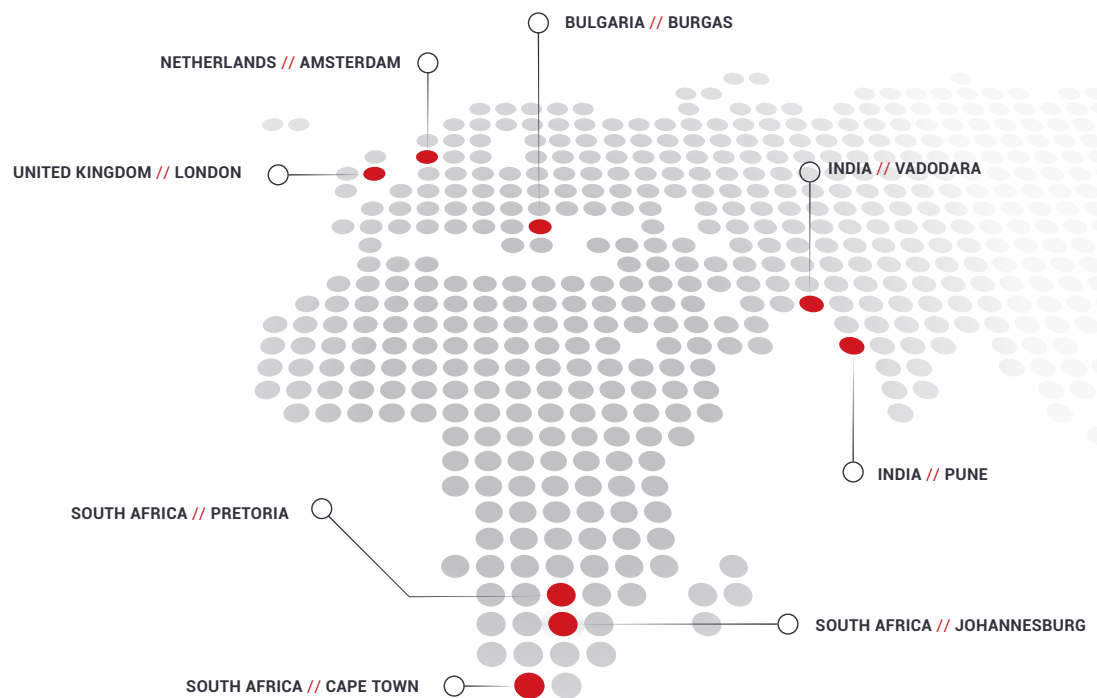 BULGARIA // BURGAS
NETHERLANDS // AMSTERDAM
UNITED KINGDOM // LONDON
INDIA // VADODARA
INDIA // PUNE
SOUTH AFRICA // PRETORIA
SOUTH AFRICA // JOHANNESBURG
SOUTH AFRICA // CAPE TOWN